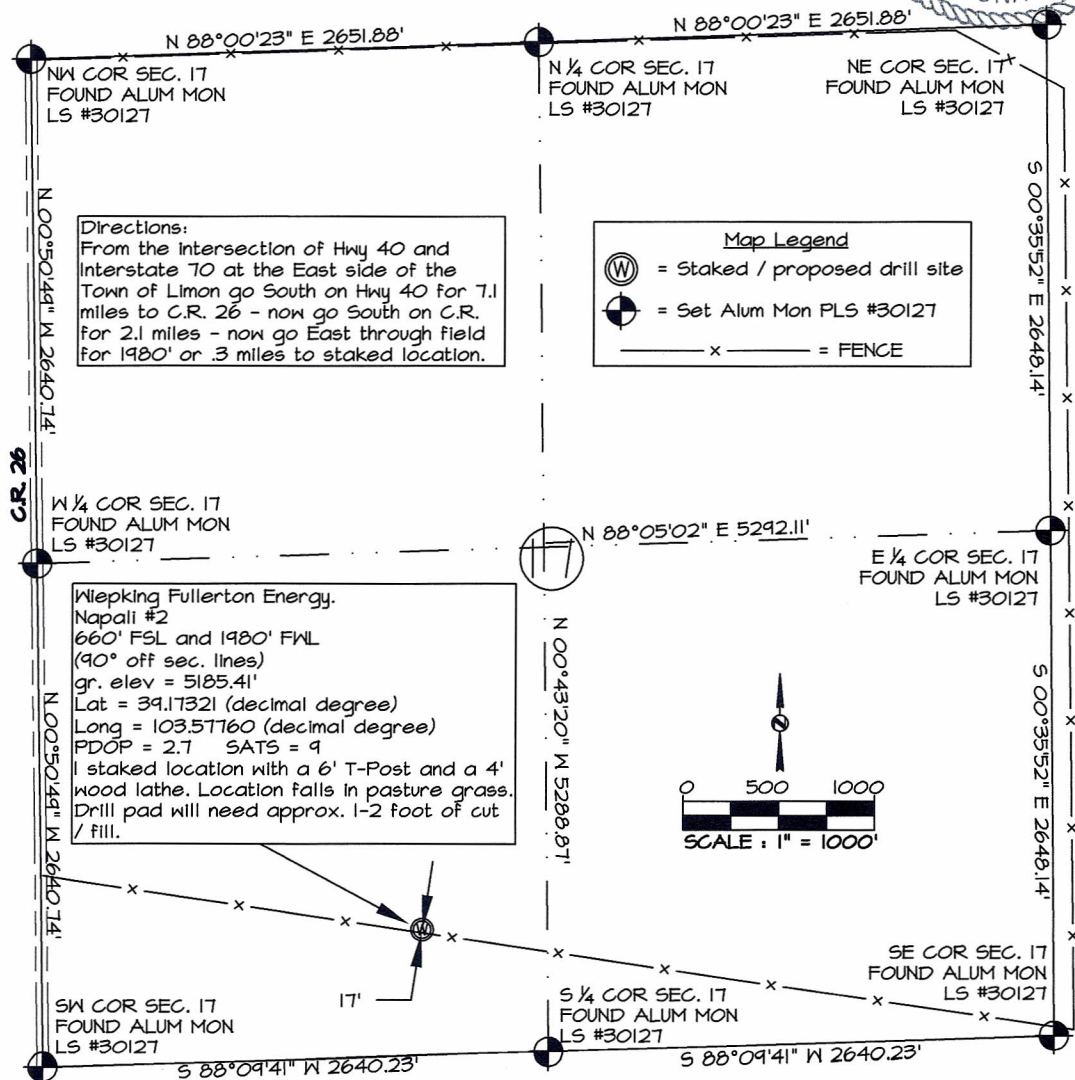 N 88°00'23" E 2651.88'
N 88°00'23" E 2651.88'
NW COR SEC. 17
FOUND ALUM MON
LS #30127
N ¼ COR SEC. 17
FOUND ALUM MON
LS #30127
NE COR SEC. 17
FOUND ALUM MON
LS #30127
N 00°50'49" W 2640.74'
Directions:
From the intersection of Hwy 40 and
Interstate 70 at the East side of the
Town of Limon go South on Hwy 40 for 7.1
miles to C.R. 26 - now go South on C.R.
for 2.1 miles - now go East through field
for 1980' or .3 miles to staked location.
Map Legend
W = Staked / proposed drill site
= Set Alum Mon PLS #30127
x = FENCE
S 00°35'52" E 2648.14'
C.R. 26
W ¼ COR SEC. 17
FOUND ALUM MON
LS #30127
17
N 88°05'02" E 5292.11'
E ¼ COR SEC. 17
FOUND ALUM MON
LS #30127
Wiepking Fullerton Energy.
Napali #2
660' FSL and 1980' FWL
(90° off sec. lines)
gr. elev = 5185.41'
Lat = 39.17321 (decimal degree)
Long = 103.57760 (decimal degree)
PDOP = 2.7 SATS = 9
I staked location with a 6' T-Post and a 4'
wood lathe. Location falls in pasture grass.
Drill pad will need approx. 1-2 foot of cut
/ fill.
N 00°50'49" W 2640.74'
N 00°43'20" W 5288.87'
N
0 500 1000
SCALE : 1" = 1000'
S 00°35'52" E 2648.14'
W
17'
SW COR SEC. 17
FOUND ALUM MON
LS #30127
S ¼ COR SEC. 17
FOUND ALUM MON
LS #30127
SE COR SEC. 17
FOUND ALUM MON
LS #30127
S 88°09'41" W 2640.23'
S 88°09'41" W 2640.23'